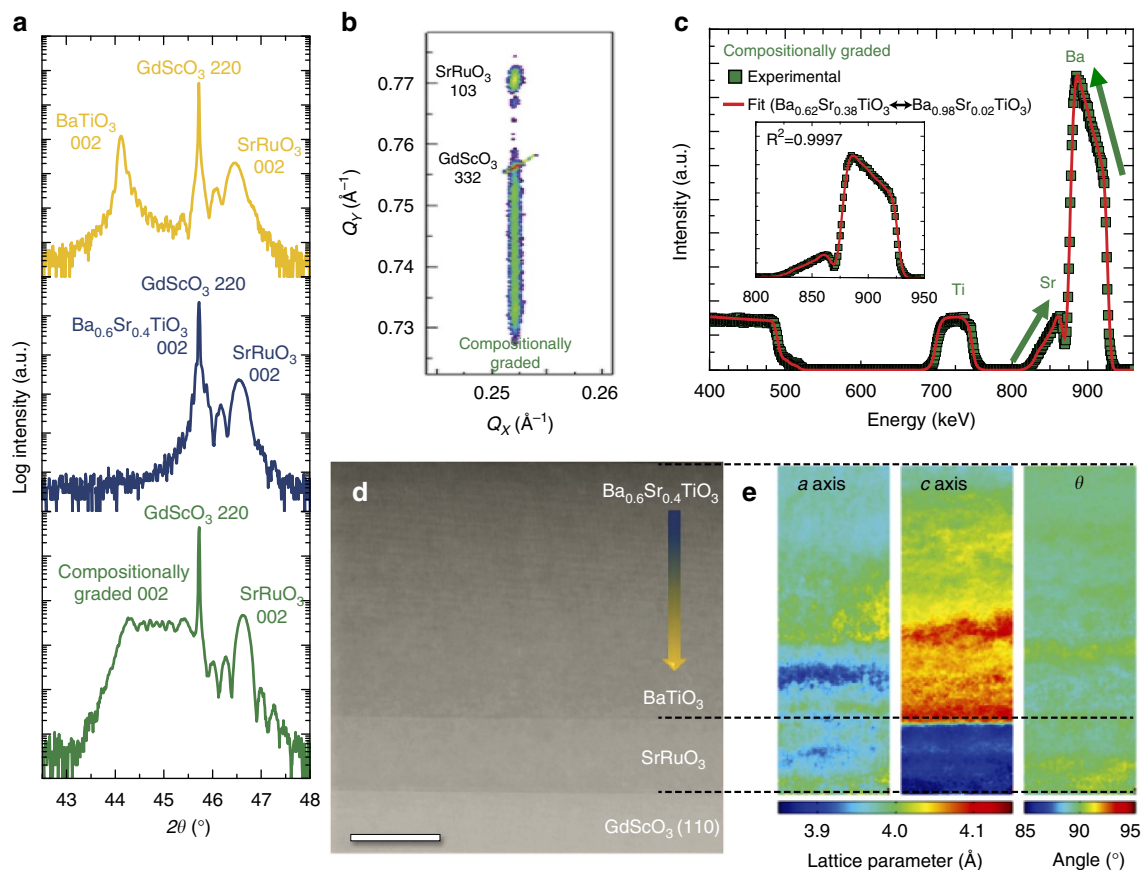 a
GdScO3 220
BaTiO3
002
SrRuO3
002
GdScO3 220
Ba0.6Sr0.4TiO3
002
SrRuO3
002
GdScO3 220
Compositionally
graded 002
SrRuO3
002
Log intensity (a.u.)
43 44 45 46 47 48
2θ (°)
b
SrRuO3
103
GdScO3
332
Compositionally
graded
0.77
0.76
0.75
0.74
0.73
0.72
QY (Å−1)
0.25 0.26
QX (Å−1)
c
Compositionally graded
Experimental
Fit (Ba0.62Sr0.38TiO3↔Ba0.98Sr0.02TiO3)
R2=0.9997
800 850 900 950
Ba
Ti
Sr
Intensity (a.u.)
400 500 600 700 800 900
Energy (keV)
d
Ba0.6Sr0.4TiO3
BaTiO3
SrRuO3
GdScO3 (110)
e
a axis
c axis
θ
3.9 4.0 4.1
Lattice parameter (Å)
85 90 95
Angle (°)